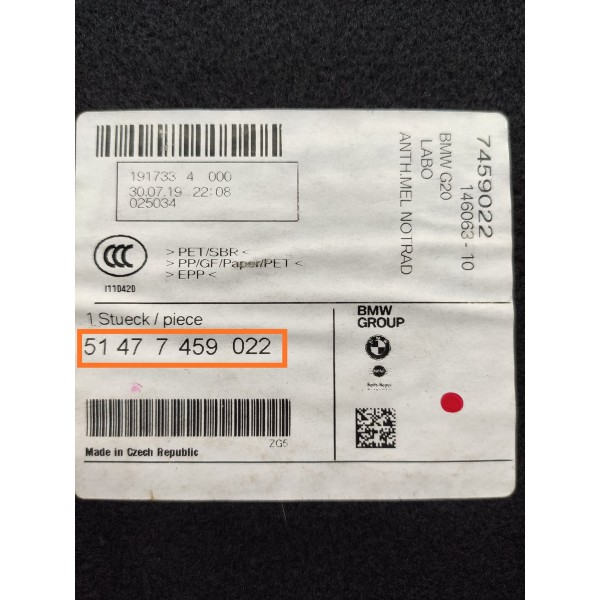 191733 4 000
30.07.19 22:08
025034
I110420
> PET/SBR <
> PP/GF/Paper/PET <
> EPP <
7459022
146063 - 10
BMW G20
LABO
ANTH.MEL NOTRAD
1 Stueck / piece
51 47 7 459 022
ZG5
Made in Czech Republic
BMW
GROUP